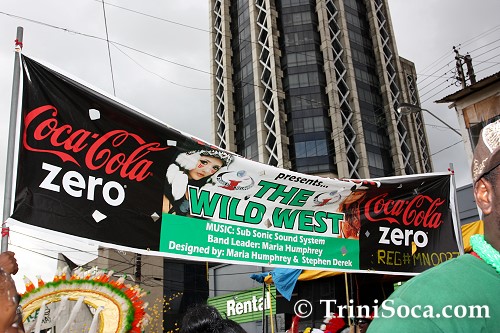 Coca-Cola
zero
presents...
THE
WILD WEST
MUSIC: Sub Sonic Sound System
Band Leader: Maria Humphrey
Designed by: Maria Humphrey & Stephen Derek
Coca-Cola
zero
Rental
© TriniSoca.com